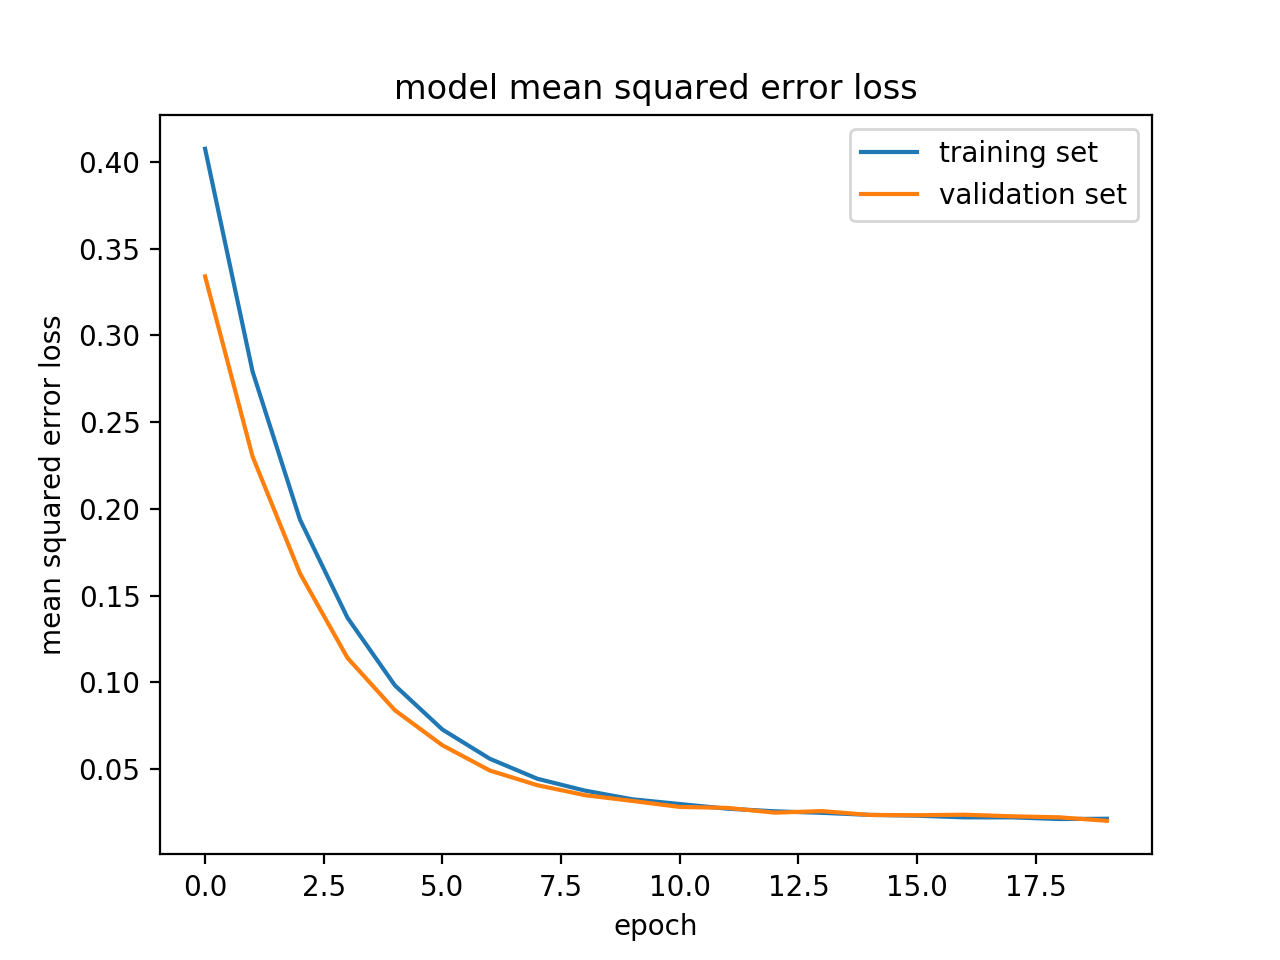 model mean squared error loss
training set
validation set
mean squared error loss
0.40
0.35
0.30
0.25
0.20
0.15
0.10
0.05
0.0 2.5 5.0 7.5 10.0 12.5 15.0 17.5
epoch